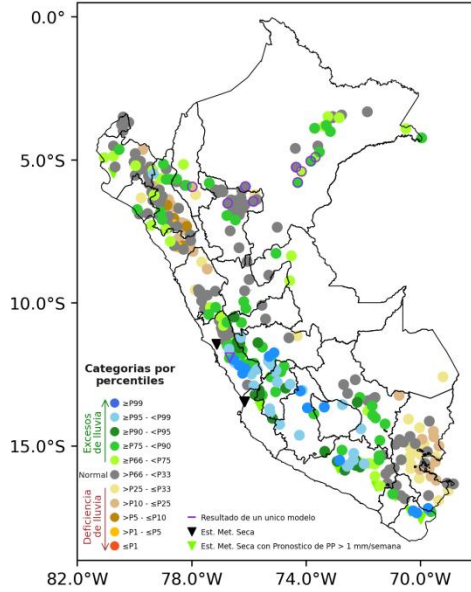 0.0°
5.0°S
10.0°S
15.0°S
82.0°W
78.0°W
74.0°W
70.0°W
Categorias por
percentiles
Excesos
de lluvia
≥P99
≥P95 - <P99
≥P90 - <P95
≥P75 - <P90
≥P66 - <P75
Normal
>P66 - <P33
>P25 - ≤P33
>P10 - ≤P25
>P5 - ≤P10
>P1 - ≤P5
≤P1
Deficiencia
de lluvia
Resultado de un unico modelo
Est. Met. Seca
Est. Met. Seca con Pronostico de PP > 1 mm/semana